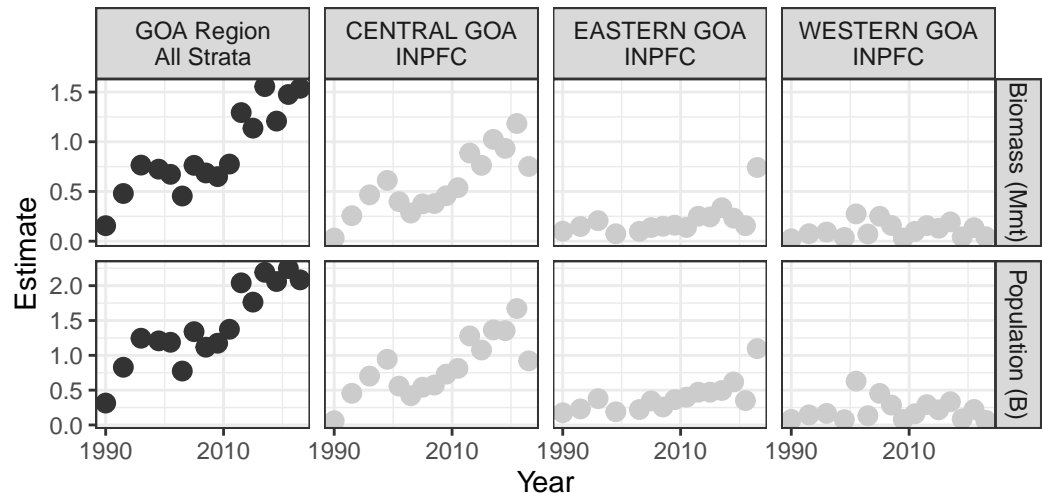 GOA Region
All Strata
CENTRAL GOA
INPFC
EASTERN GOA
INPFC
WESTERN GOA
INPFC
Estimate
1.5
1.0
0.5
0.0
Biomass (Mmt)
2.0
1.5
1.0
0.5
0.0
Population (B)
1990 2010 1990 2010 1990 2010 1990 2010
Year